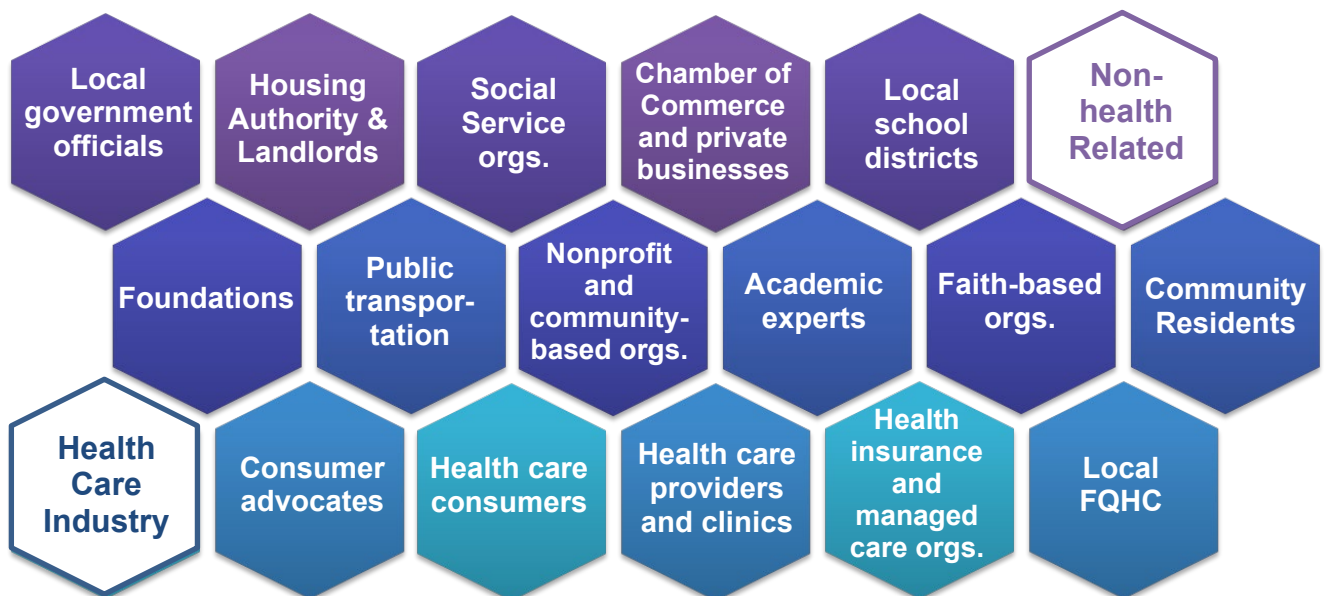 Local
government
officials
Housing
Authority &
Landlords
Social
Service
orgs.
Chamber of
Commerce
and private
businesses
Local
school
districts
Non-
health
Related
Foundations
Public
transpor-
tation
Nonprofit
and
community-
based orgs.
Academic
experts
Faith-based
orgs.
Community
Residents
Health
Care
Industry
Consumer
advocates
Health care
consumers
Health care
providers
and clinics
Health
insurance
and
managed
care orgs.
Local
FQHC